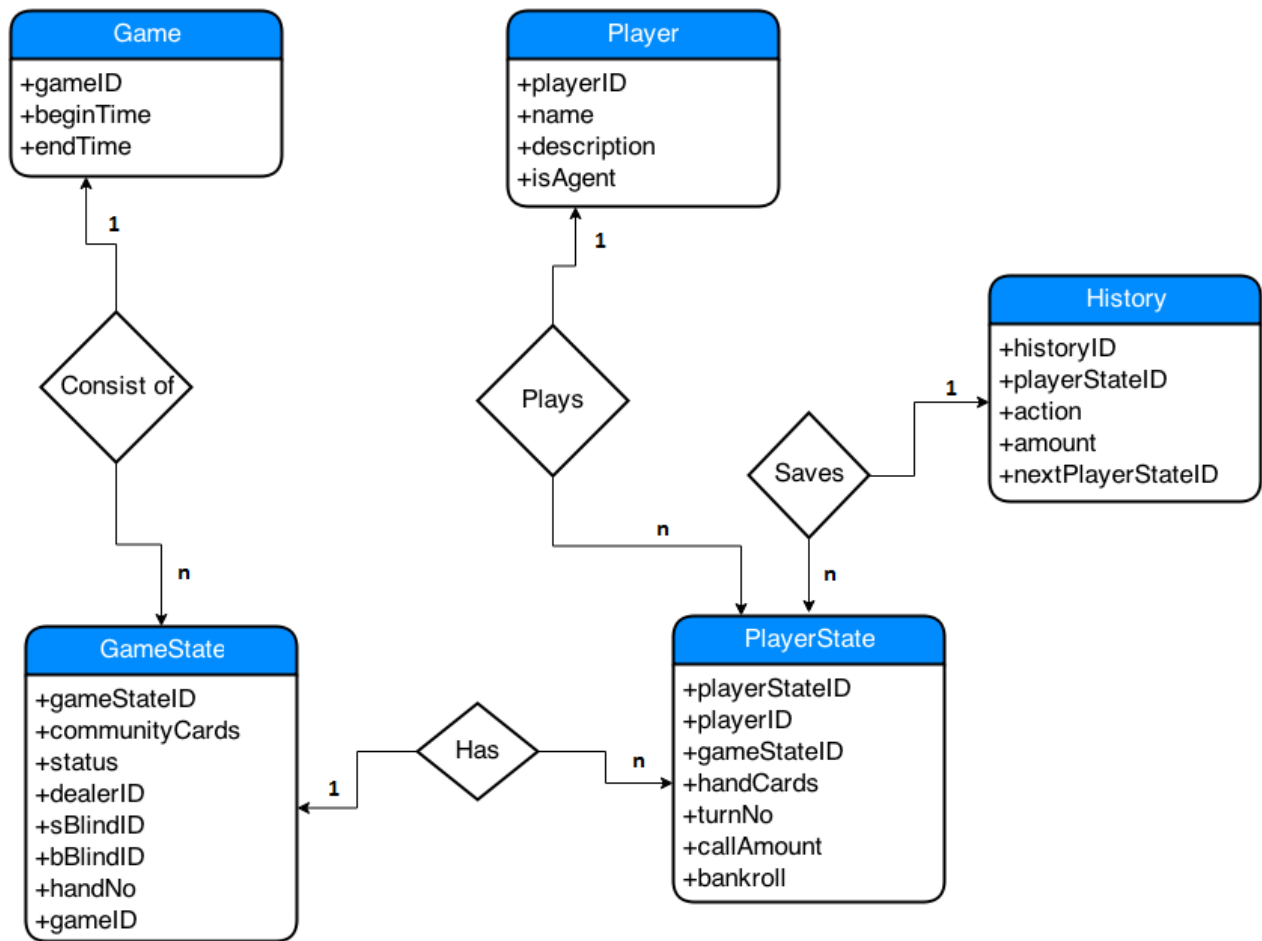 Game
+gameID
+beginTime
+endTime
Player
+playerID
+name
+description
+isAgent
1
1
History
+historyID
+playerStateID
+action
+amount
+nextPlayerStateID
Consist of
Plays
1
Saves
n
n
n
GameState
+gameStateID
+communityCards
+status
+dealerID
+sBlindID
+bBlindID
+handNo
+gameID
Has
1
n
PlayerState
+playerStateID
+playerID
+gameStateID
+handCards
+turnNo
+callAmount
+bankroll